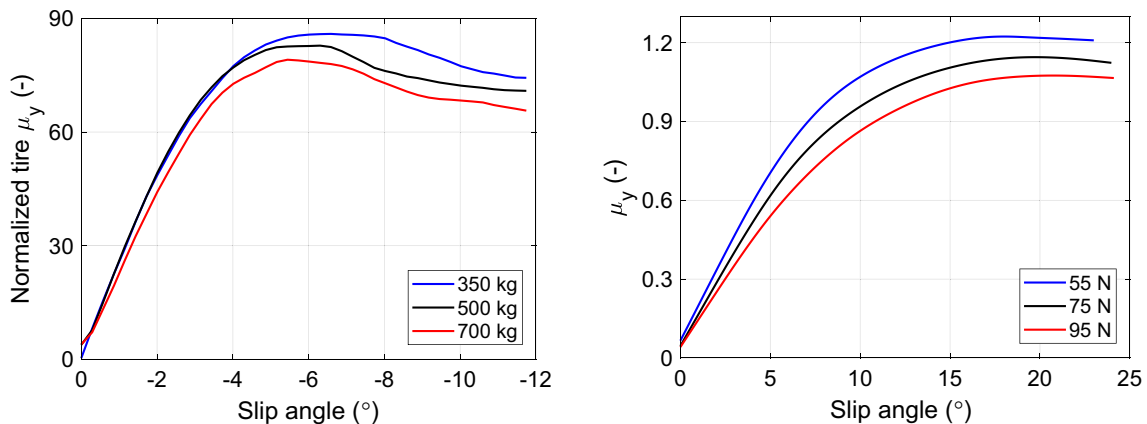 Normalized tire μ_y (-)
90
60
30
0
0 -2 -4 -6 -8 -10 -12
Slip angle (°)
350 kg
500 kg
700 kg
μ_y (-)
1.2
0.9
0.6
0.3
0
0 5 10 15 20 25
Slip angle (°)
55 N
75 N
95 N